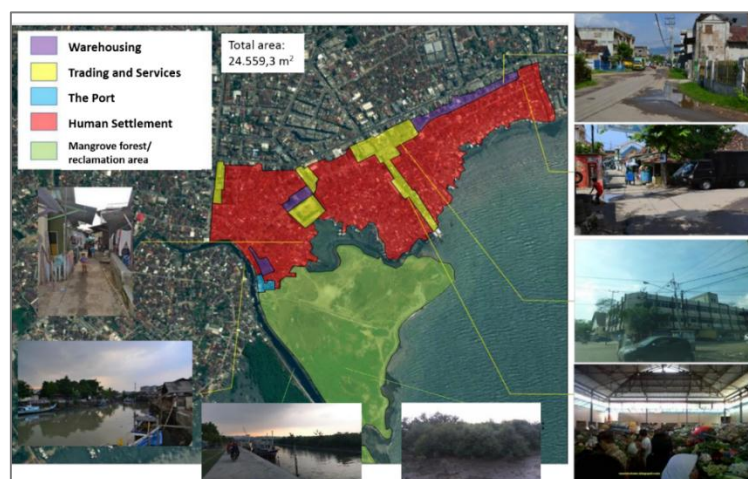 Warehousing
Trading and Services
The Port
Human Settlement
Mangrove forest/
reclamation area
Total area:
24.559,3 m²